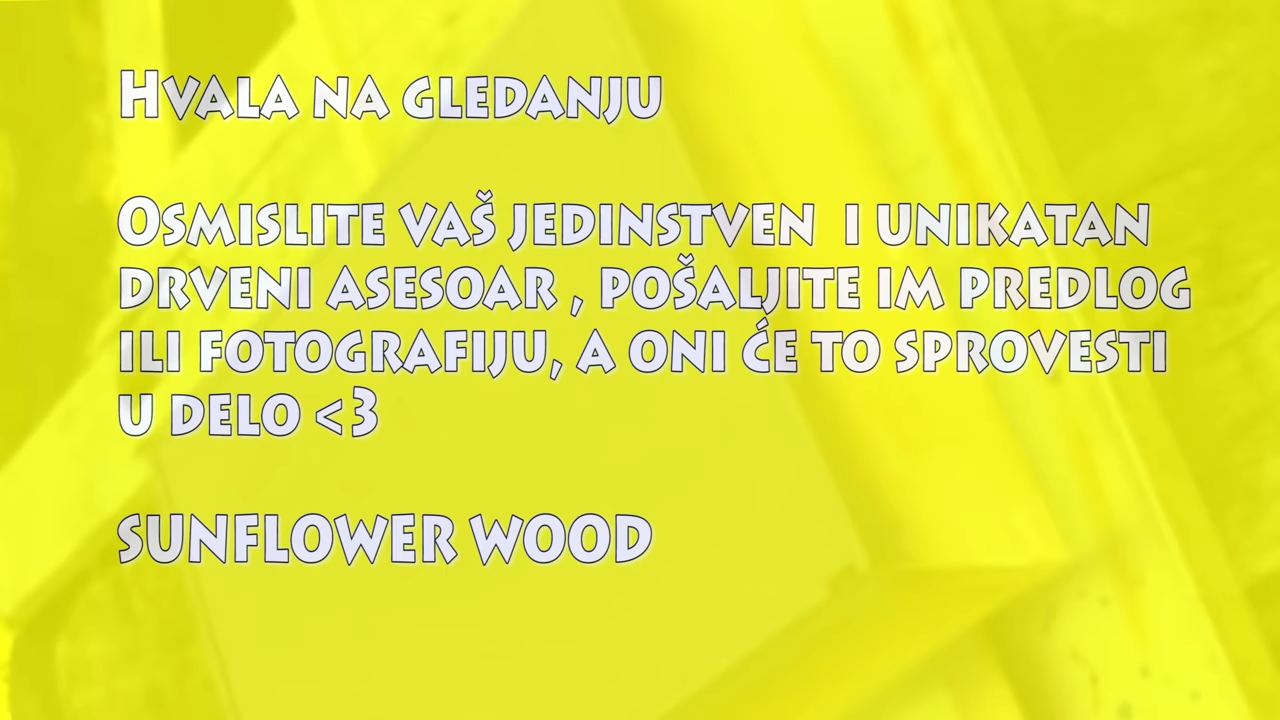 Hvala na gledanju
Osmislite vaš jedinstven i unikatan
drveni asesoar , pošaljite im predlog
ili fotografiju, a oni će to sprovesti
u delo <3
SUNFLOWER WOOD